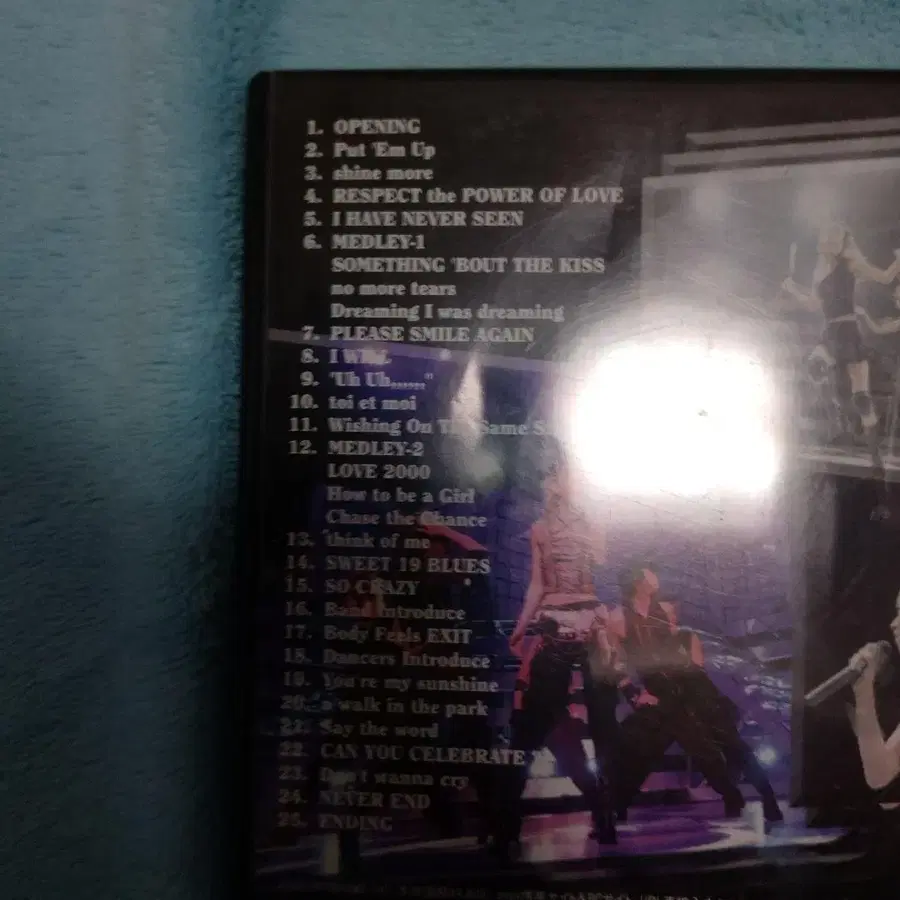 1. OPENING
2. Put 'Em Up
3. shine more
4. RESPECT the POWER OF LOVE
5. I HAVE NEVER SEEN
6. MEDLEY-1
SOMETHING 'BOUT THE KISS
no more tears
Dreaming I was dreaming
7. PLEASE SMILE AGAIN
8. I WILL
9. "Uh Uh......"
10. toi et moi
11. Wishing On The Same
12. MEDLEY-2
LOVE 2000
How to be a Girl
Chase the Chance
13. think of me
14. SWEET 19 BLUES
15. SO CRAZY
16. Band Introduce
17. Body Feels EXIT
18. Dancers Introduce
19. You're my sunshine
20. a walk in the park
21. Say the word
22. CAN YOU CELEBRATE
23. Don't wanna cry
24. NEVER END
25. ENDING